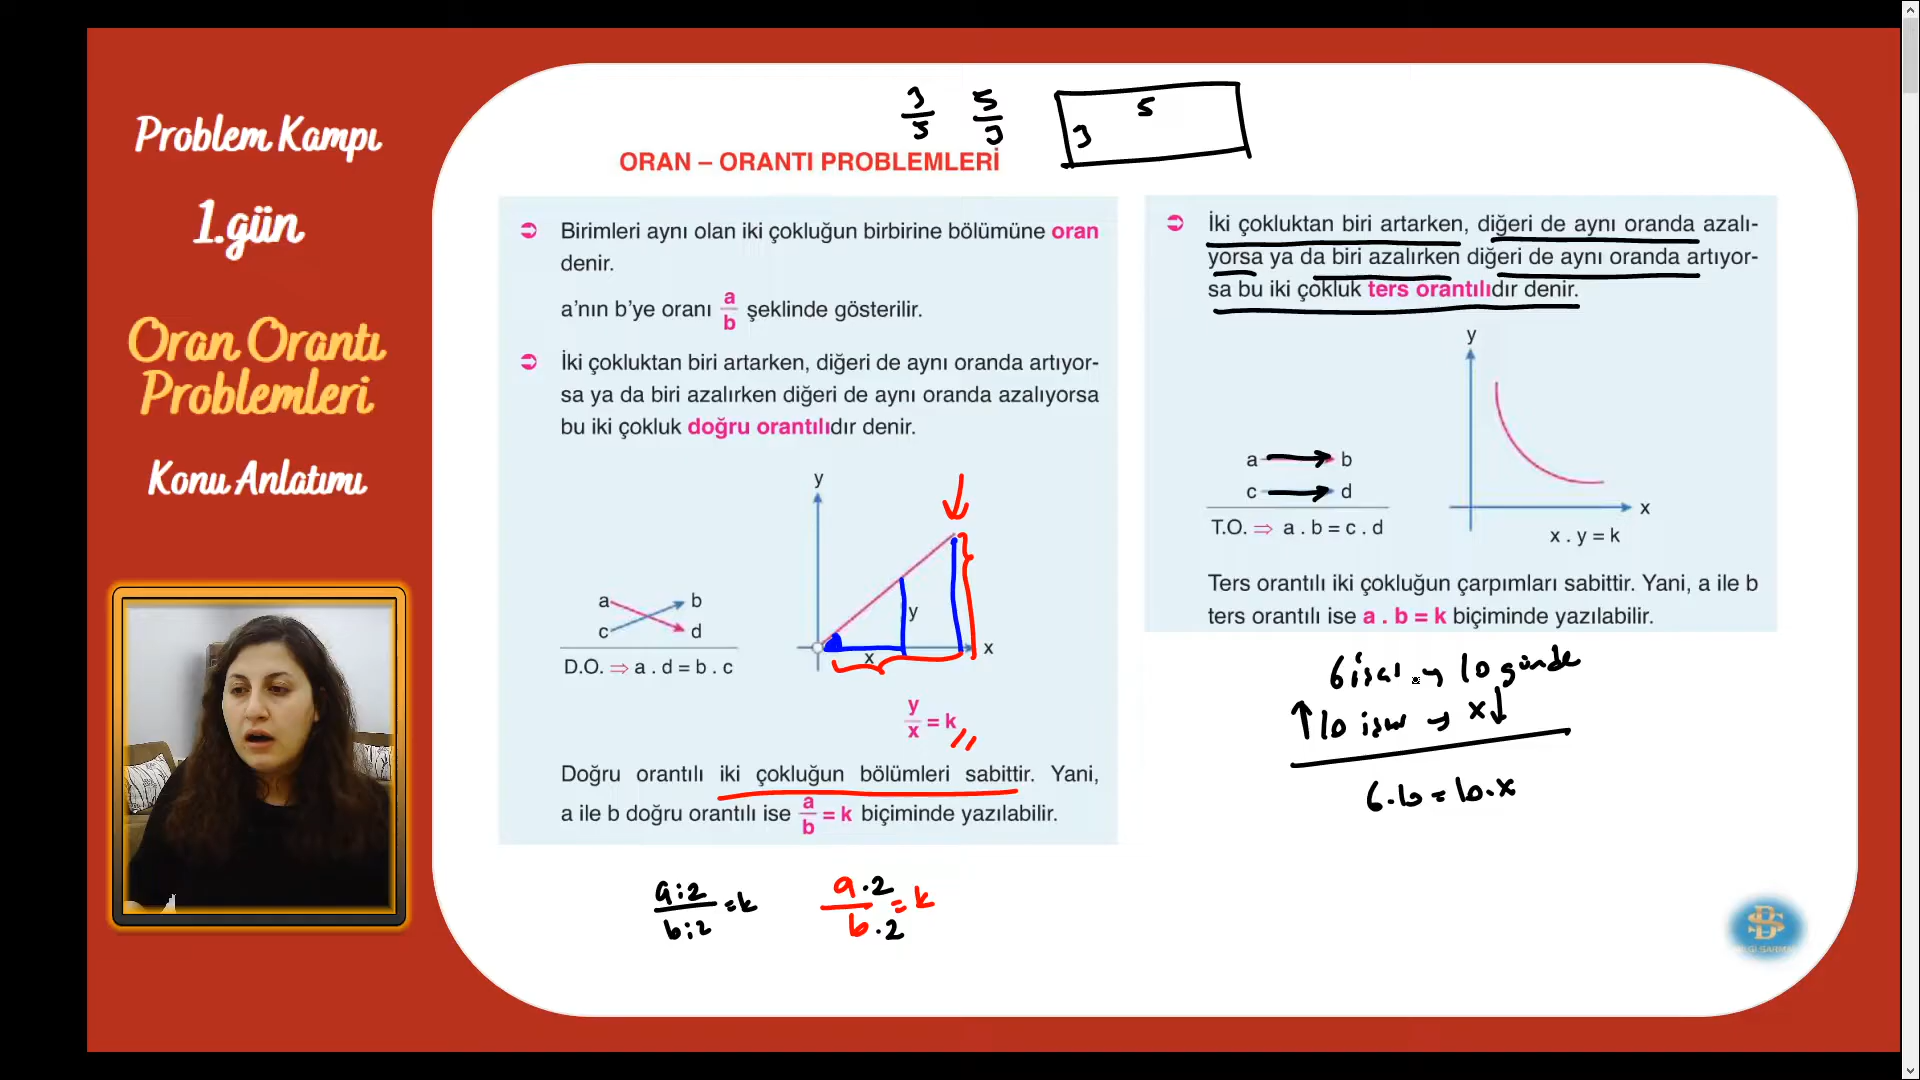 Problem Kampı
1.gün
Oran Orantı
Problemleri
Konu Anlatımı
3/5 5/3
3 5
ORAN – ORANTI PROBLEMLERİ
Birimleri aynı olan iki çokluğun birbirine bölümüne oran
denir.
a'nın b'ye oranı a/b şeklinde gösterilir.
İki çokluktan biri artarken, diğeri de aynı oranda artıyor-
sa ya da biri azalırken diğeri de aynı oranda azalıyorsa
bu iki çokluk doğru orantılıdır denir.
a b
c d
D.O. ⇒ a . d = b . c
y
y
x
x
y/x = k
Doğru orantılı iki çokluğun bölümleri sabittir. Yani,
a ile b doğru orantılı ise a/b = k biçiminde yazılabilir.
a:2/b:2 = k
a.2/b.2 = k
İki çokluktan biri artarken, diğeri de aynı oranda azalı-
yorsa ya da biri azalırken diğeri de aynı oranda artıyor-
sa bu iki çokluk ters orantılıdır denir.
a → b
c → d
T.O. ⇒ a . b = c . d
y
x
x . y = k
Ters orantılı iki çokluğun çarpımları sabittir. Yani, a ile b
ters orantılı ise a . b = k biçiminde yazılabilir.
6 → 10 günde
↑ 10 → x ↓
6.10 = 10.x